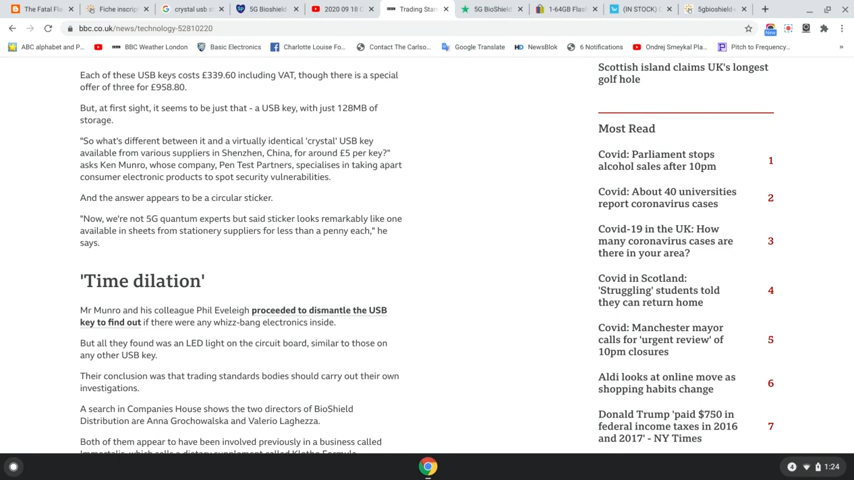 The Fatal Fla
Fiche inscrip
crystal usb s
5G Bioshield
2020 09 18 C
Trading Stan
5G BioShield
1-64GB Flas
(IN STOCK) C
5gbioshield-
bbc.co.uk/news/technology-52810220
ABC alphabet and P...
BBC Weather London
Basic Electronics
Charlotte Louise Fo...
Contact The Carlso...
Google Translate
NewsBlok
6 Notifications
Ondrej Smeykal Pla...
Pitch to Frequency...
Each of these USB keys costs £339.60 including VAT, though there is a special
offer of three for £958.80.
But, at first sight, it seems to be just that - a USB key, with just 128MB of
storage.
"So what's different between it and a virtually identical 'crystal' USB key
available from various suppliers in Shenzhen, China, for around £5 per key?"
asks Ken Munro, whose company, Pen Test Partners, specialises in taking apart
consumer electronic products to spot security vulnerabilities.
And the answer appears to be a circular sticker.
"Now, we're not 5G quantum experts but said sticker looks remarkably like one
available in sheets from stationery suppliers for less than a penny each," he
says.
'Time dilation'
Mr Munro and his colleague Phil Eveleigh proceeded to dismantle the USB
key to find out if there were any whizz-bang electronics inside.
But all they found was an LED light on the circuit board, similar to those on
any other USB key.
Their conclusion was that trading standards bodies should carry out their own
investigations.
A search in Companies House shows the two directors of BioShield
Distribution are Anna Grochowalska and Valerio Laghezza.
Both of them appear to have been involved previously in a business called
Immortalis, which sells a dietary supplement called Klotho Formula.
Scottish island claims UK's longest
golf hole
Most Read
Covid: Parliament stops
alcohol sales after 10pm
1
Covid: About 40 universities
report coronavirus cases
2
Covid-19 in the UK: How
many coronavirus cases are
there in your area?
3
Covid in Scotland:
'Struggling' students told
they can return home
4
Covid: Manchester mayor
calls for 'urgent review' of
10pm closures
5
Aldi looks at online move as
shopping habits change
6
Donald Trump 'paid $750 in
federal income taxes in 2016
and 2017' - NY Times
7
4
1:24